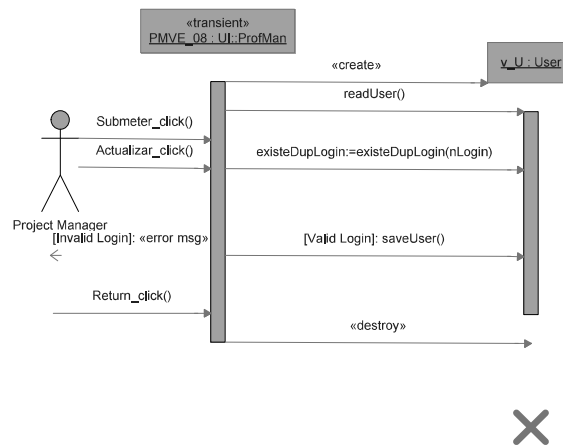 «transient»
PMVE_08 : UI::ProfMan
v_U : User
«create»
readUser()
Submeter_click()
Actualizar_click()
existeDupLogin:=existeDupLogin(nLogin)
Project Manager
[Invalid Login]: «error msg»
[Valid Login]: saveUser()
Return_click()
«destroy»